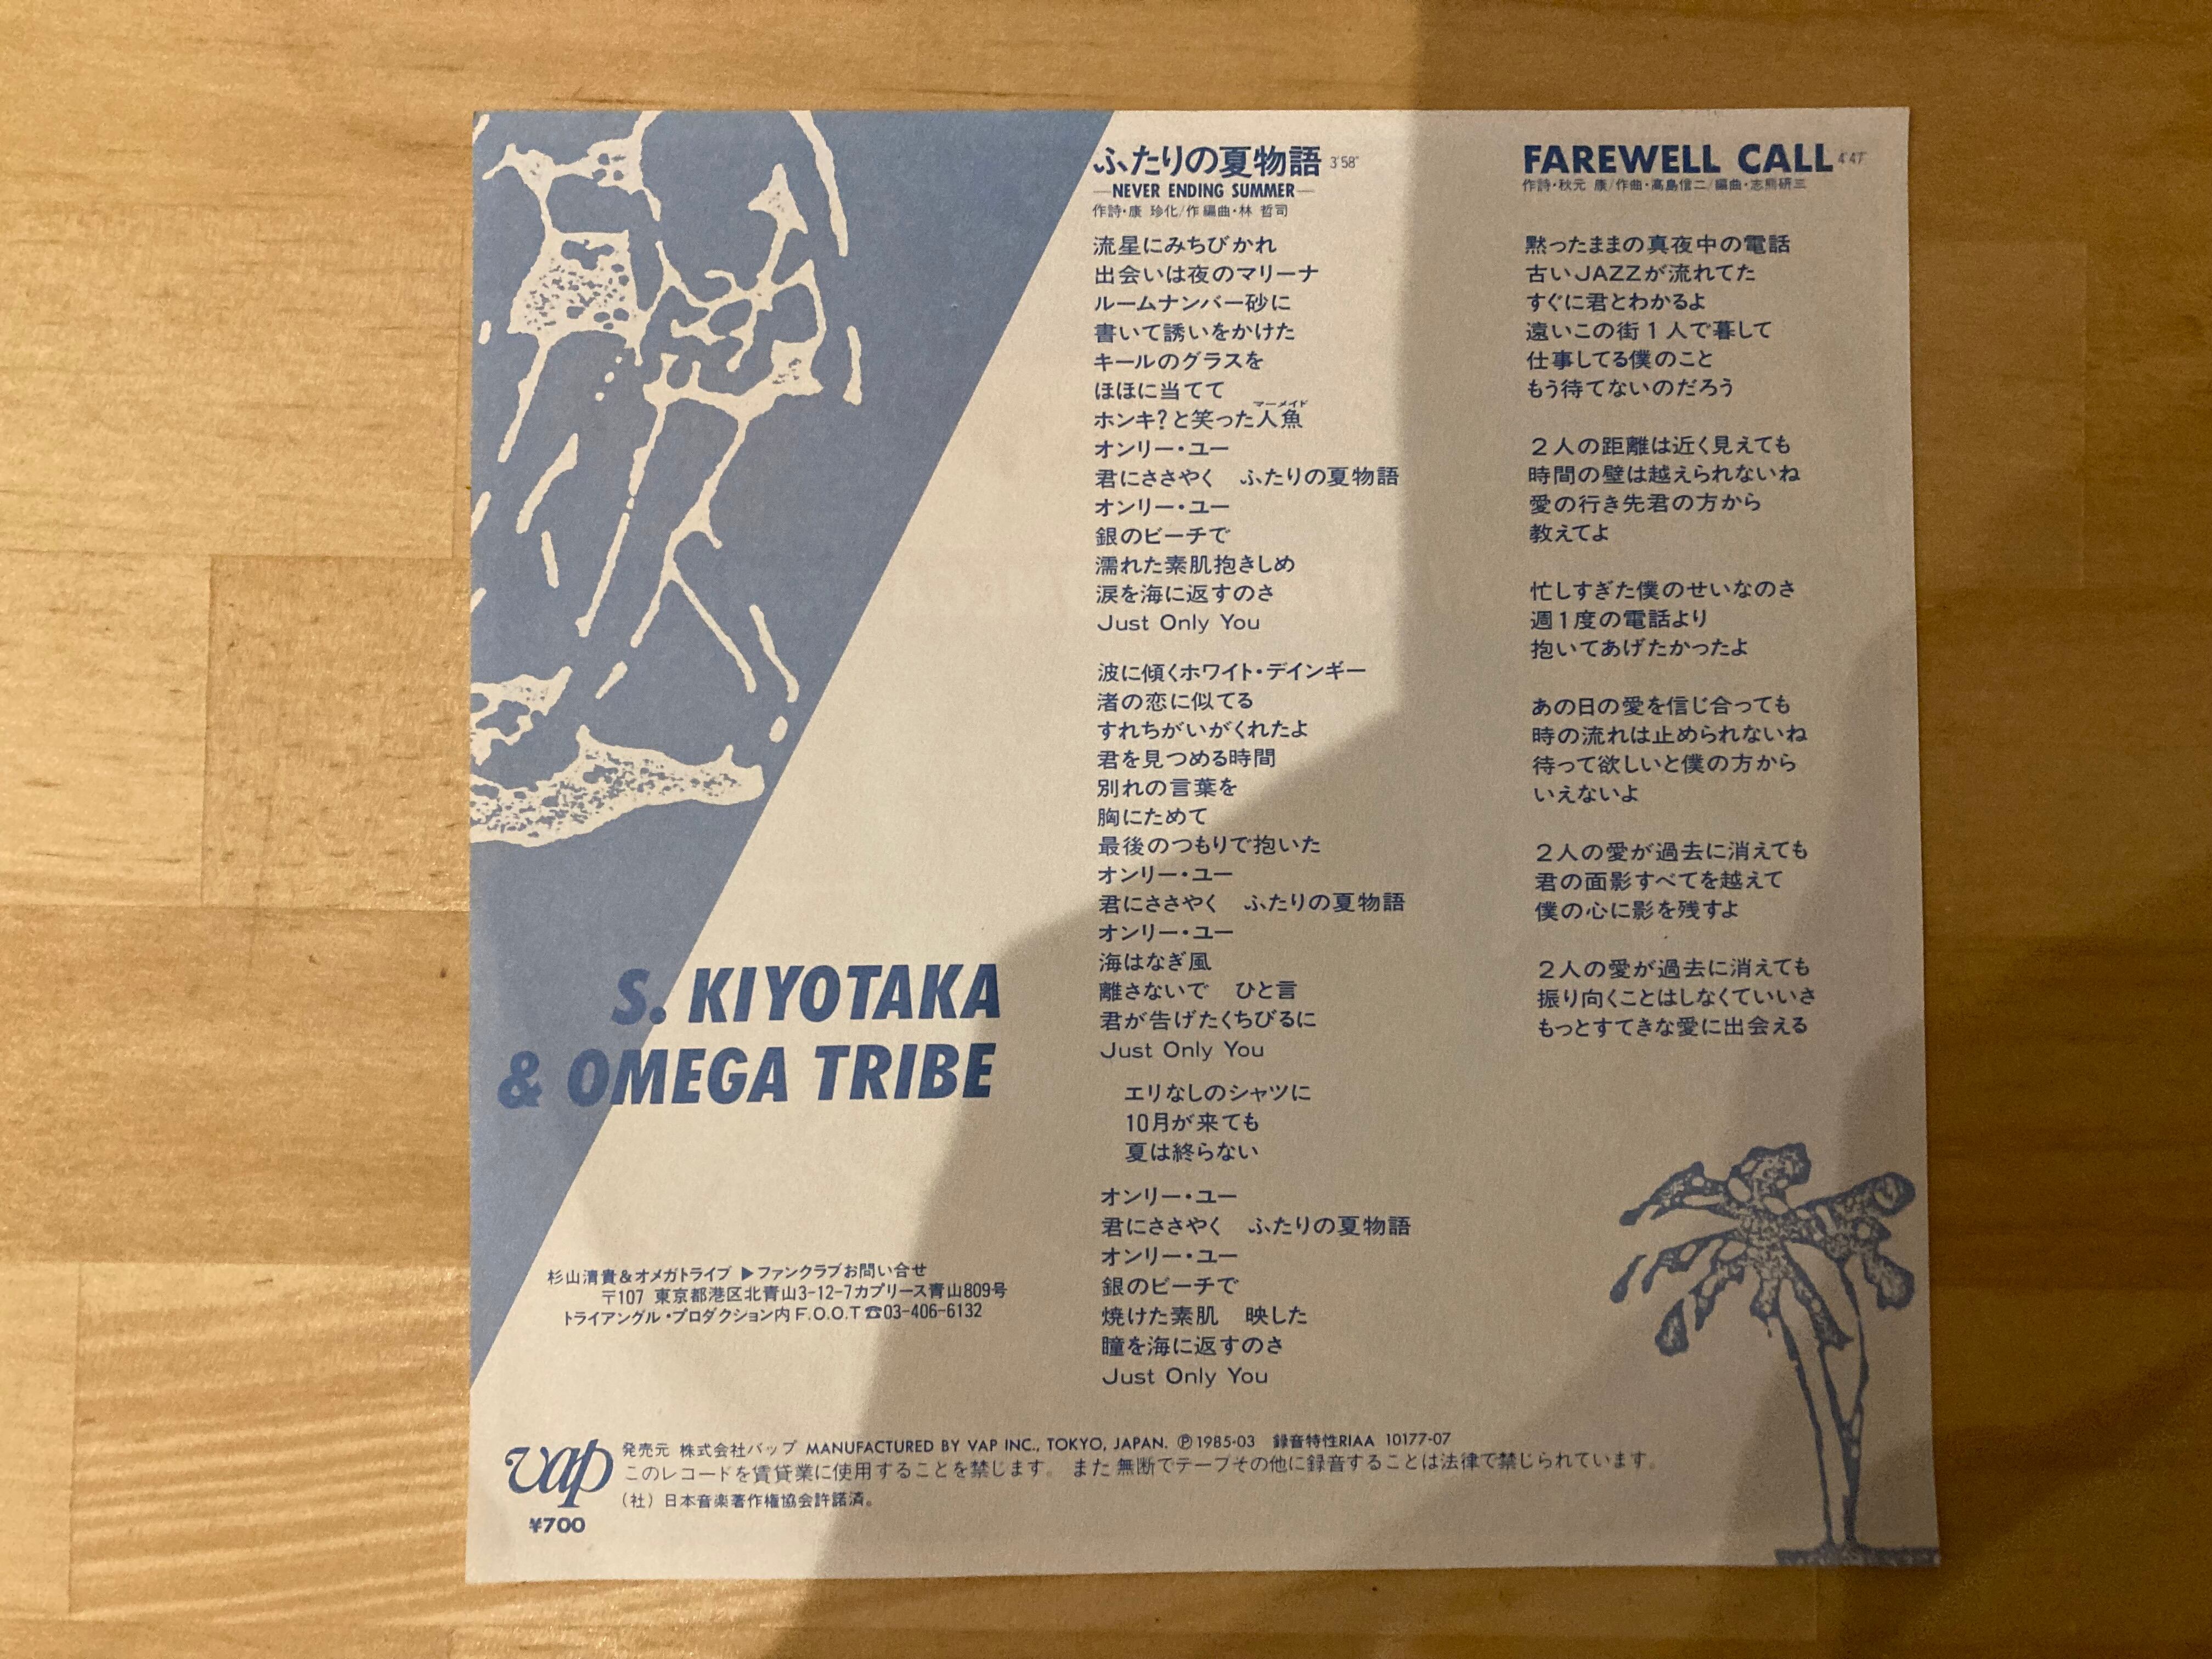 ふたりの夏物語 3'58"
—NEVER ENDING SUMMER—
作詩・康 珍化/作編曲・林 哲司
流星にみちびかれ
出会いは夜のマリーナ
ルームナンバー砂に
書いて誘いをかけた
キールのグラスを
ほほに当てて
マーメイド
ホンキ?と笑った人魚
オンリー・ユー
君にささやく　ふたりの夏物語
オンリー・ユー
銀のビーチで
濡れた素肌抱きしめ
涙を海に返すのさ
Just Only You
波に傾くホワイト・デインギー
渚の恋に似てる
すれちがいがくれたよ
君を見つめる時間
別れの言葉を
胸にためて
最後のつもりで抱いた
オンリー・ユー
君にささやく　ふたりの夏物語
オンリー・ユー
海はなぎ風
離さないで　ひと言
君が告げたくちびるに
Just Only You
エリなしのシャツに
10月が来ても
夏は終らない
オンリー・ユー
君にささやく　ふたりの夏物語
オンリー・ユー
銀のビーチで
焼けた素肌　映した
瞳を海に返すのさ
Just Only You
FAREWELL CALL 4'47"
作詩・秋元 康/作曲・高島信二/編曲・志熊研三
黙ったままの真夜中の電話
古いJAZZが流れてた
すぐに君とわかるよ
遠いこの街1人で暮して
仕事してる僕のこと
もう待てないのだろう
2人の距離は近く見えても
時間の壁は越えられないね
愛の行き先君の方から
教えてよ
忙しすぎた僕のせいなのさ
週1度の電話より
抱いてあげたかったよ
あの日の愛を信じ合っても
時の流れは止められないね
待って欲しいと僕の方から
いえないよ
2人の愛が過去に消えても
君の面影すべてを越えて
僕の心に影を残すよ
2人の愛が過去に消えても
振り向くことはしなくていいさ
もっとすてきな愛に出会える
S. KIYOTAKA
& OMEGA TRIBE
杉山清貴&オメガトライブ ▶ファンクラブお問い合せ
〒107 東京都港区北青山3-12-7カプリース青山809号
トライアングル・プロダクション内F.O.O.T☎03-406-6132
vap
¥700
発売元 株式会社バップ MANUFACTURED BY VAP INC., TOKYO, JAPAN. Ⓟ1985-03 録音特性RIAA 10177-07
このレコードを賃貸業に使用することを禁じます。また無断でテープその他に録音することは法律で禁じられています。
(社)日本音楽著作権協会許諾済。